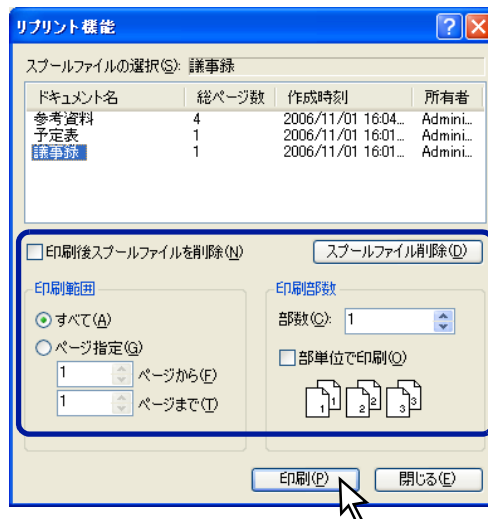 リプリント機能
スプールファイルの選択(S): 議事録
ドキュメント名 総ページ数 作成時刻 所有者
参考資料 4 2006/11/01 16:04... Admini...
予定表 1 2006/11/01 16:01... Admini...
議事録 1 2006/11/01 16:01... Admini...
印刷後スプールファイルを削除(N) スプールファイル削除(D)
印刷範囲 印刷部数
すべて(A) 部数(C): 1
ページ指定(G) 部単位で印刷(O)
1 ページから(F)
1 ページまで(T)
1 1 2 2 3 3
印刷(P) 閉じる(E)